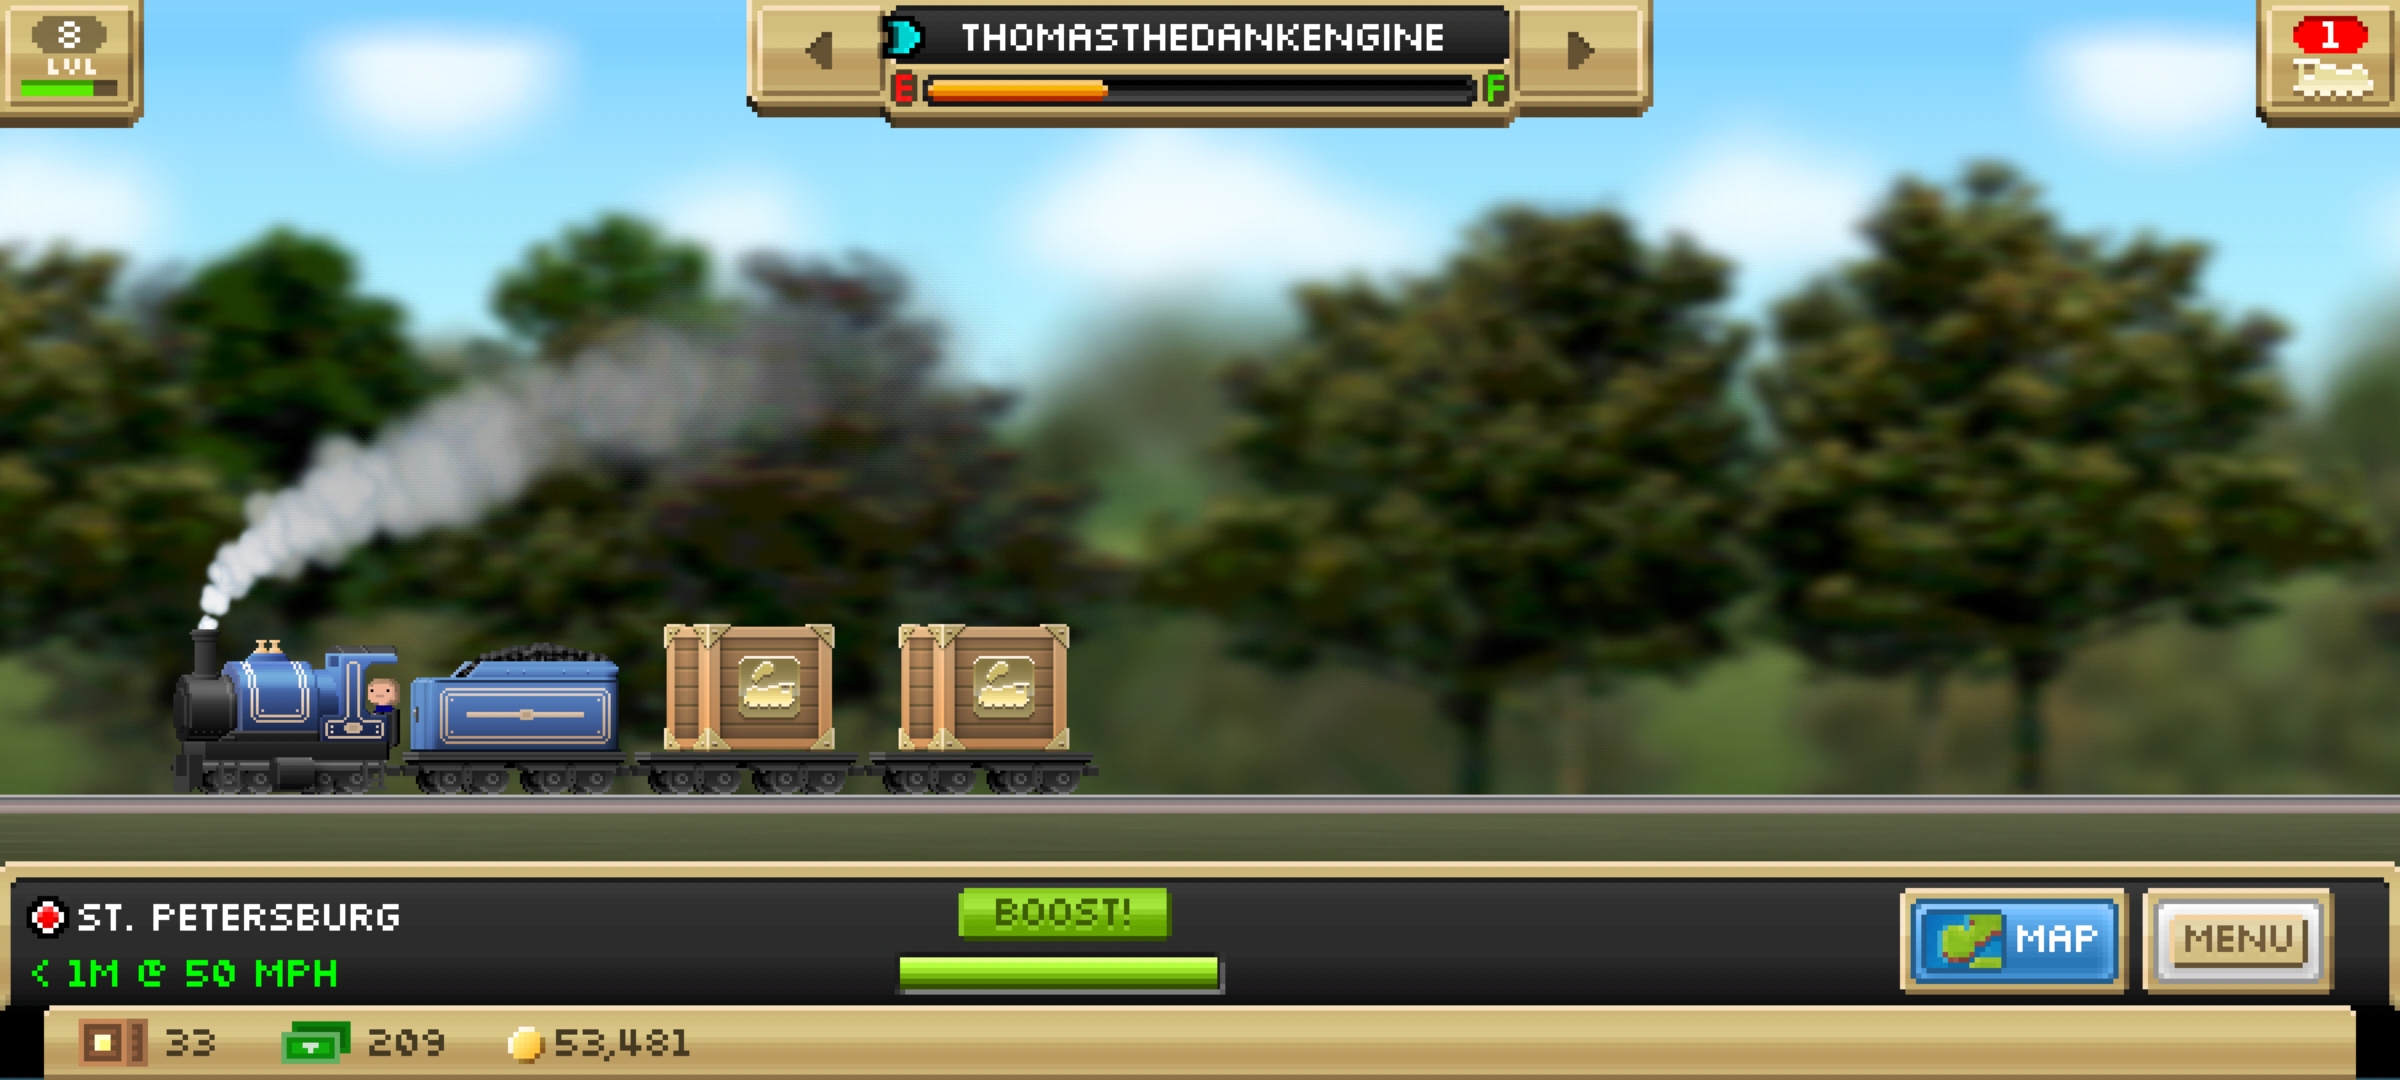 8
LVL
THOMASTHEDANKENGINE
E F
1
ST. PETERSBURG
< 1M @ 50 MPH
BOOST!
MAP
MENU
33 209 53,481